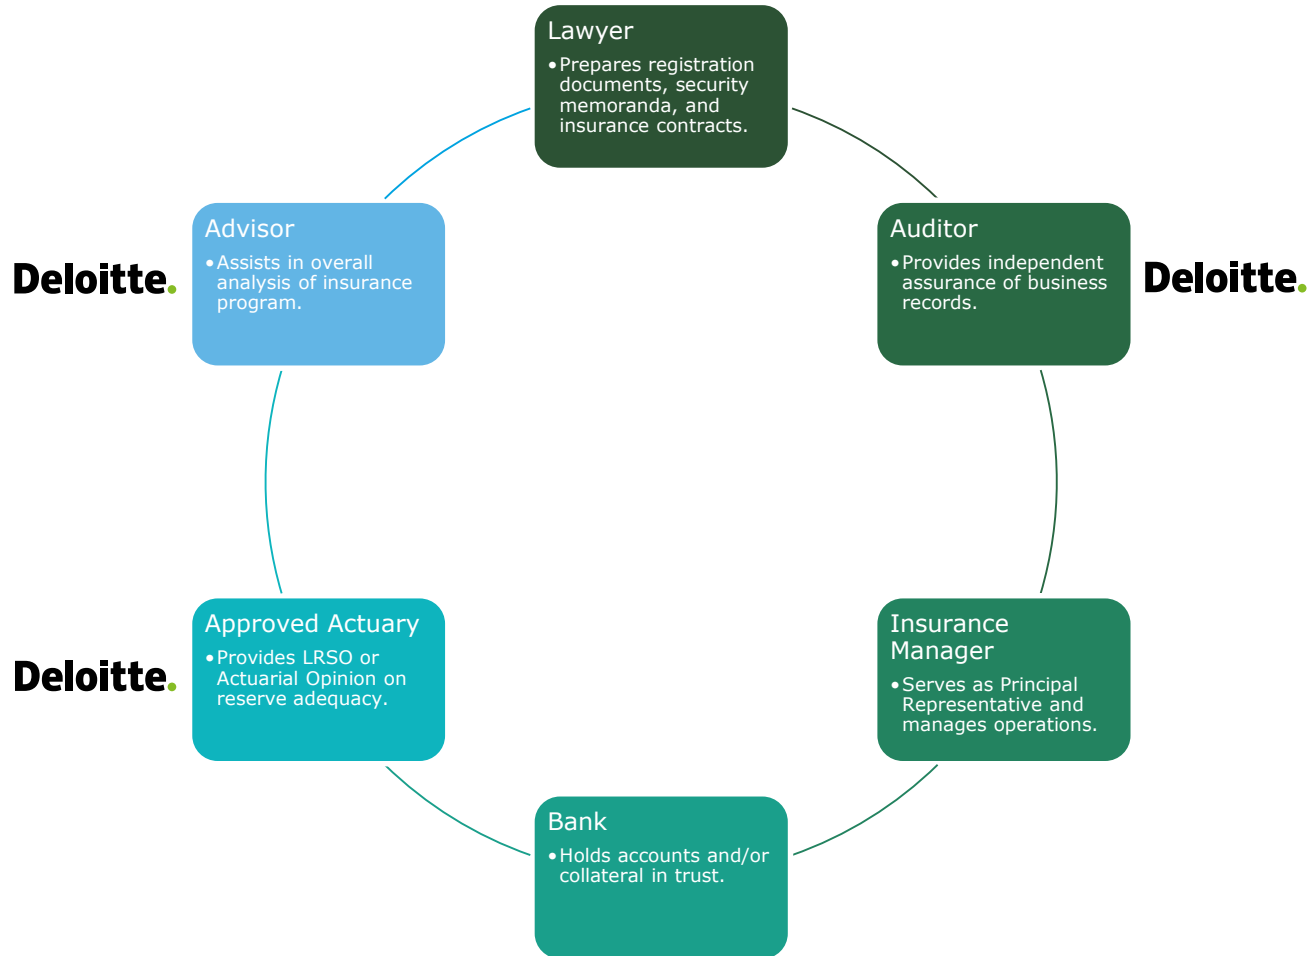 Lawyer
•Prepares registration
documents, security
memoranda, and
insurance contracts.
Advisor
•Assists in overall
analysis of insurance
program.
Deloitte.
Auditor
•Provides independent
assurance of business
records.
Deloitte.
Approved Actuary
•Provides LRSO or
Actuarial Opinion on
reserve adequacy.
Deloitte.
Insurance
Manager
•Serves as Principal
Representative and
manages operations.
Bank
•Holds accounts and/or
collateral in trust.